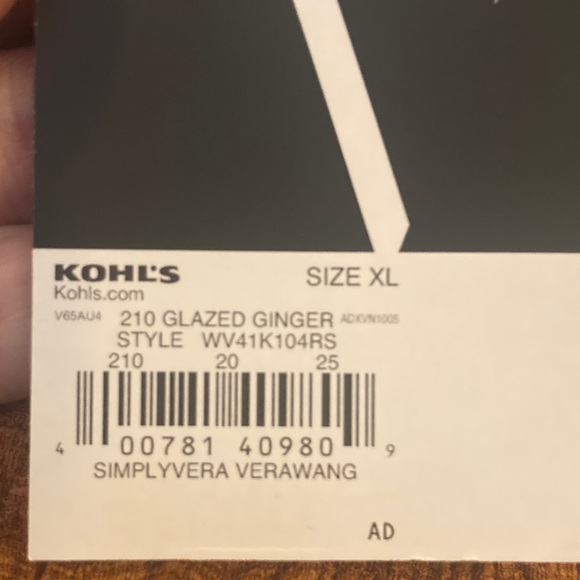 KOHL'S SIZE XL
Kohls.com
V65AU4 210 GLAZED GINGER ADXVN1005
STYLE WV41K104RS
210 20 25
4 00781 40980 9
SIMPLYVERA VERAWANG
AD